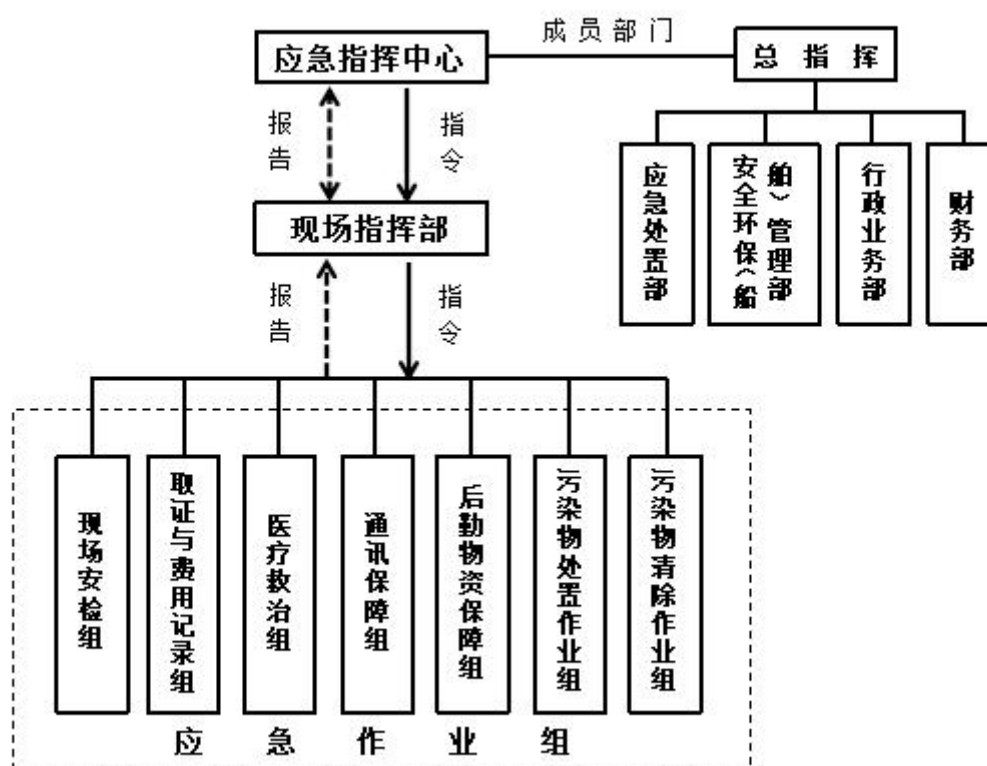 应急指挥中心
成员部门
总指挥
报告
指令
应急处置部
安全环保（船
舶）管理部
行政业务部
财务部
现场指挥部
报告
指令
现场安检组
取证与费用记录组
医疗救治组
通讯保障组
后勤物资保障组
污染物处置作业组
污染物清除作业组
应急作业组